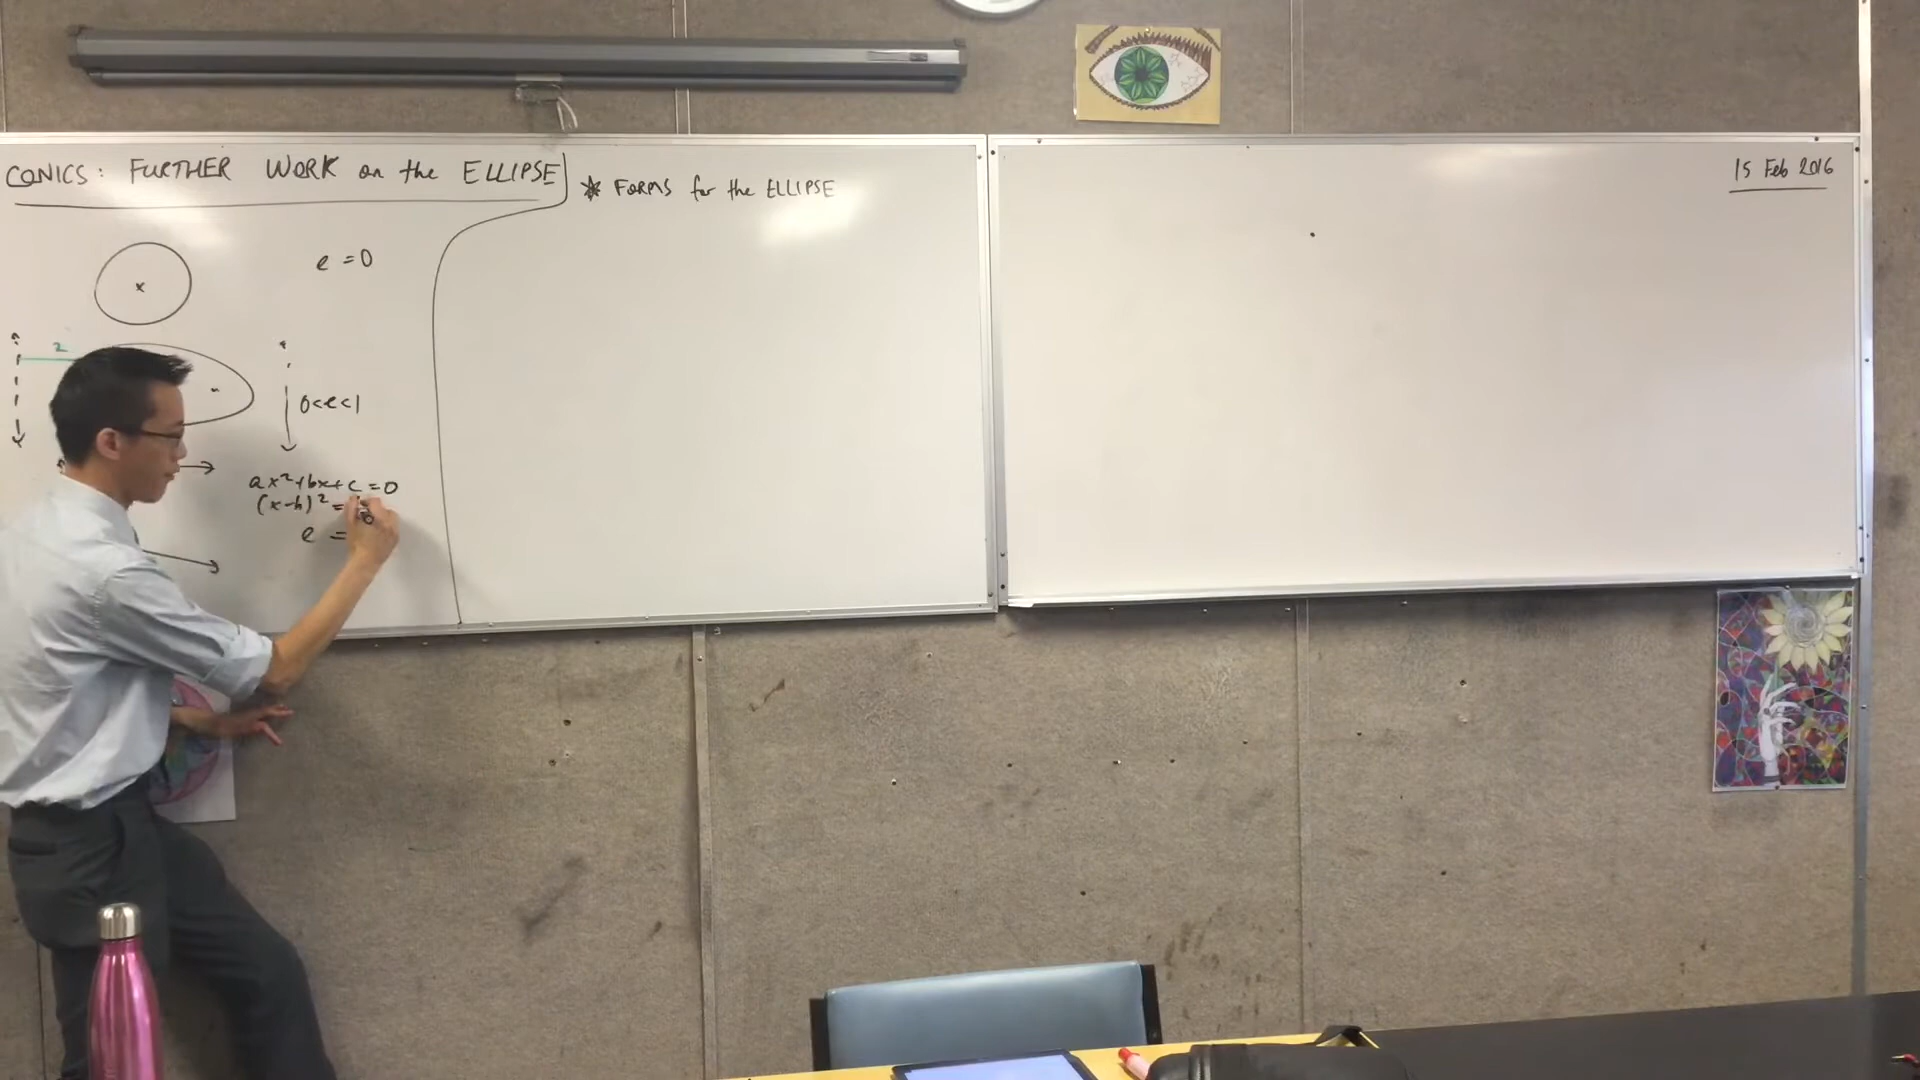 CONICS: FURTHER WORK on the ELLIPSE
* FORMS for the ELLIPSE
15 Feb 2016
e = 0
2
0<e<1
ax²+bx+c=0
(x-h)² =
e =